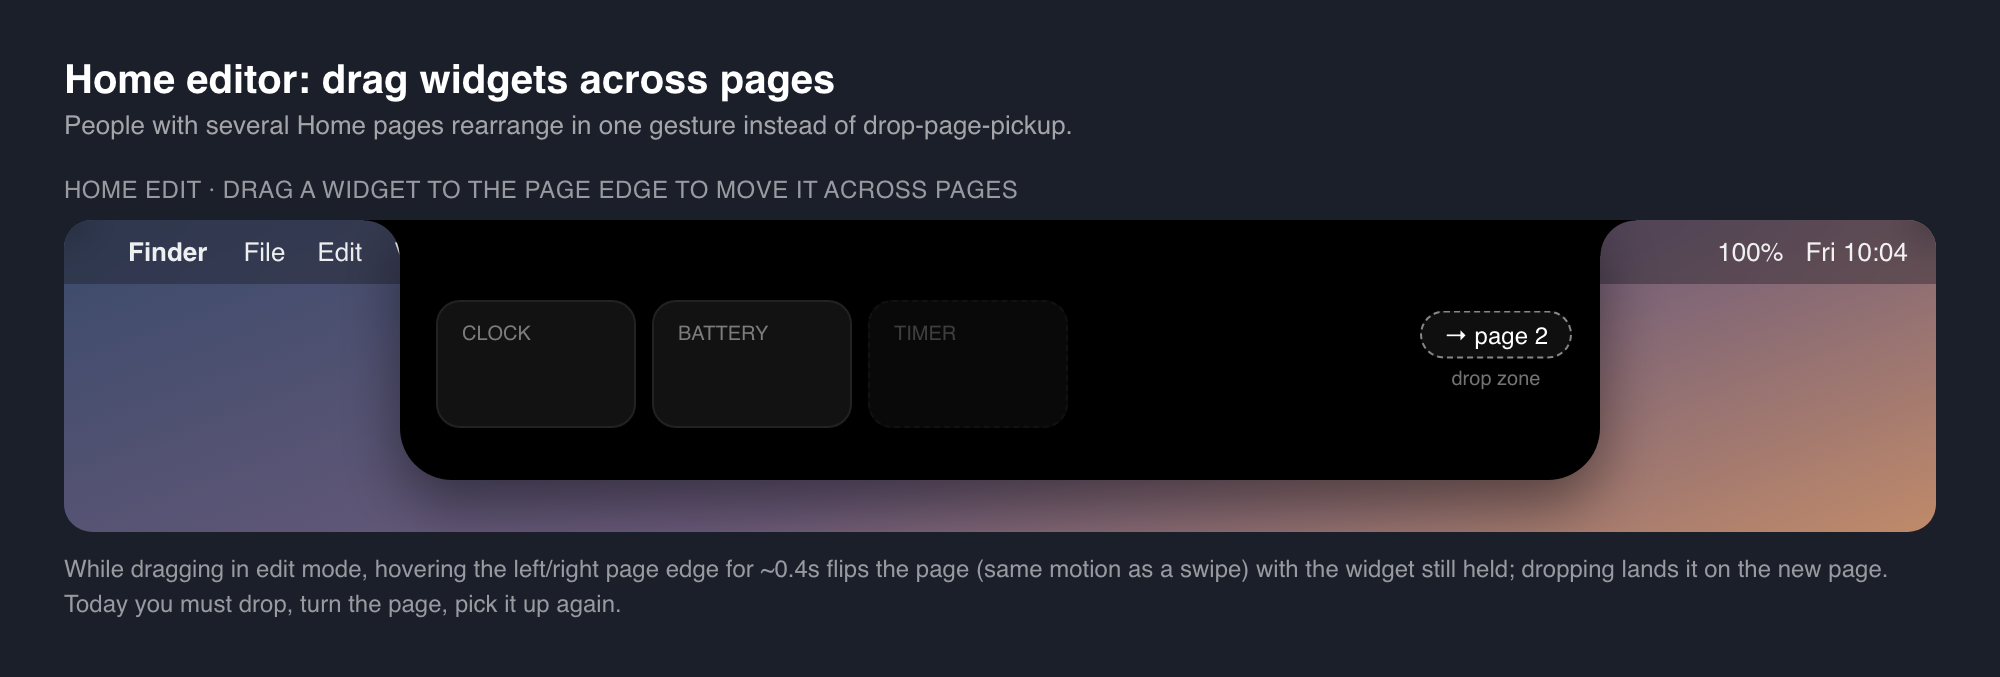 Home editor: drag widgets across pages
People with several Home pages rearrange in one gesture instead of drop-page-pickup.
HOME EDIT · DRAG A WIDGET TO THE PAGE EDGE TO MOVE IT ACROSS PAGES
Finder File Edit
100% Fri 10:04
CLOCK BATTERY TIMER
→ page 2
drop zone
While dragging in edit mode, hovering the left/right page edge for ~0.4s flips the page (same motion as a swipe) with the widget still held; dropping lands it on the new page.
Today you must drop, turn the page, pick it up again.